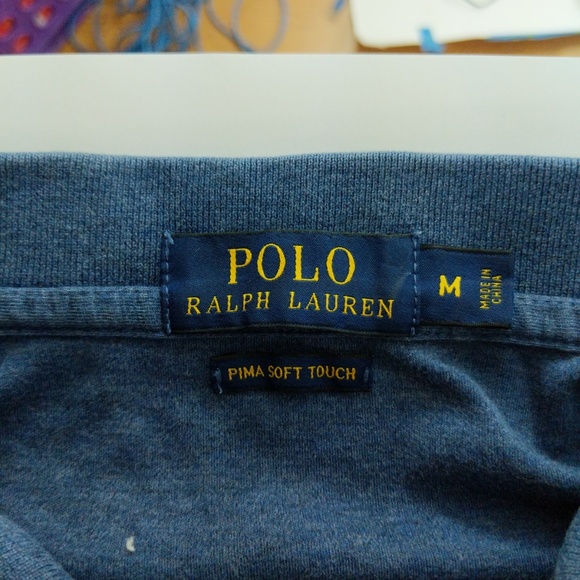 POLO
RALPH LAUREN
M
MADE IN
CHINA
PIMA SOFT TOUCH